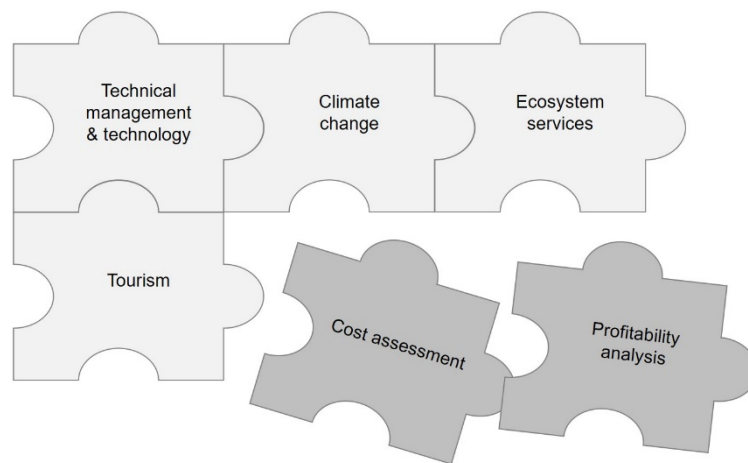 Technical
management
& technology
Climate
change
Ecosystem
services
Tourism
Cost assessment
Profitability
analysis